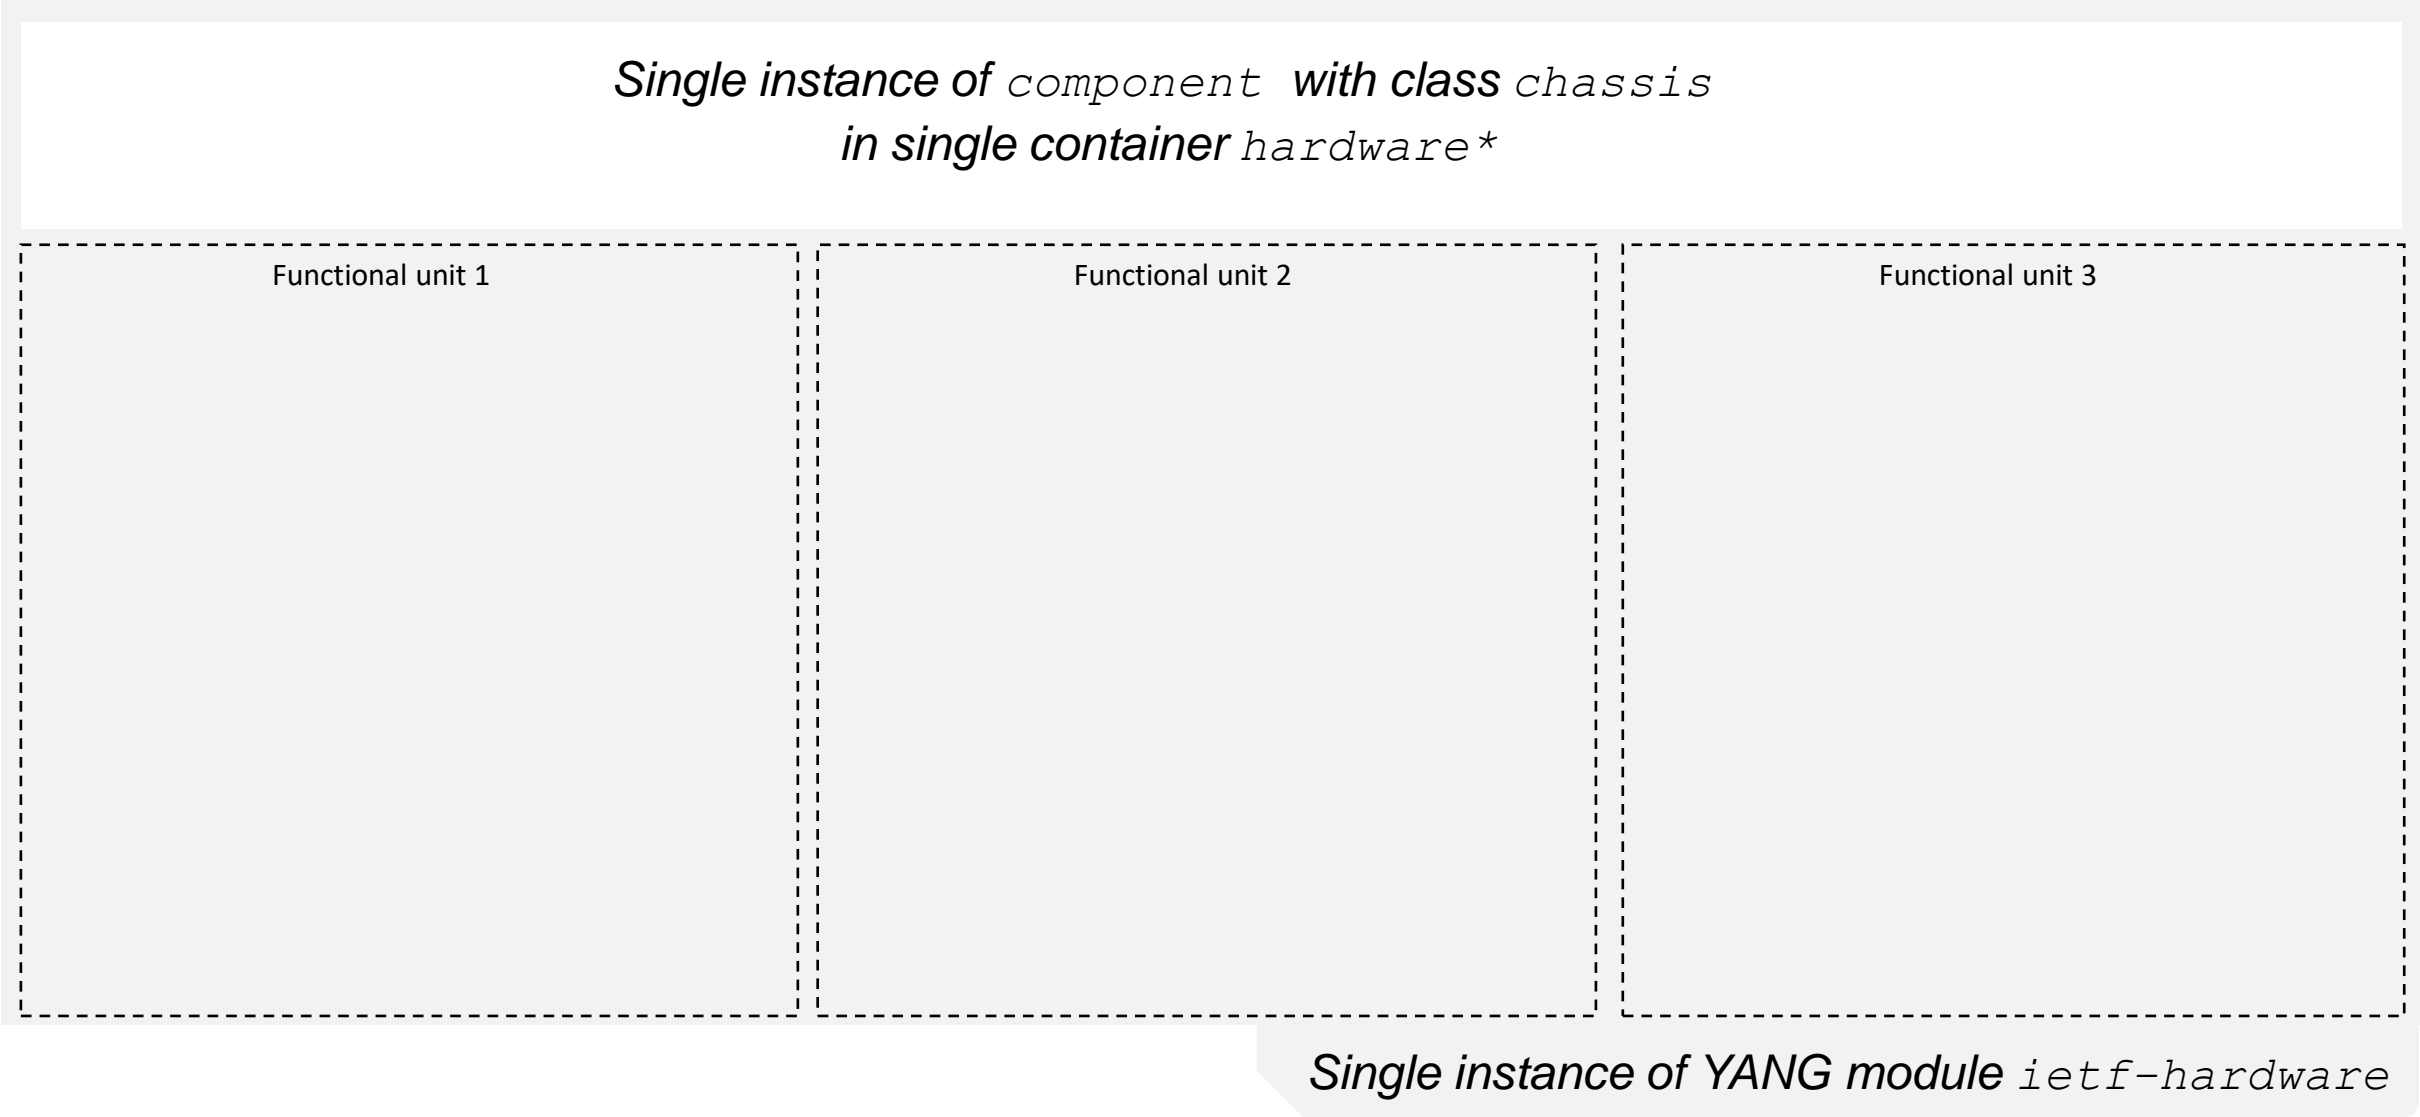 Single instance of component with class chassis
in single container hardware*
Functional unit 1
Functional unit 2
Functional unit 3
Single instance of YANG module ietf-hardware